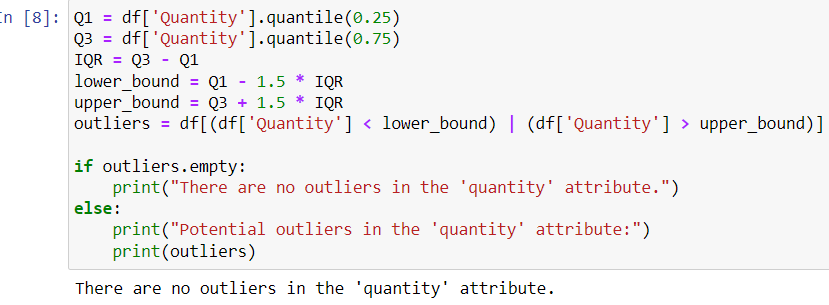 In [8]: Q1 = df['Quantity'].quantile(0.25)
Q3 = df['Quantity'].quantile(0.75)
IQR = Q3 - Q1
lower_bound = Q1 - 1.5 * IQR
upper_bound = Q3 + 1.5 * IQR
outliers = df[(df['Quantity'] < lower_bound) | (df['Quantity'] > upper_bound)]
if outliers.empty:
    print("There are no outliers in the 'quantity' attribute.")
else:
    print("Potential outliers in the 'quantity' attribute:")
    print(outliers)
There are no outliers in the 'quantity' attribute.